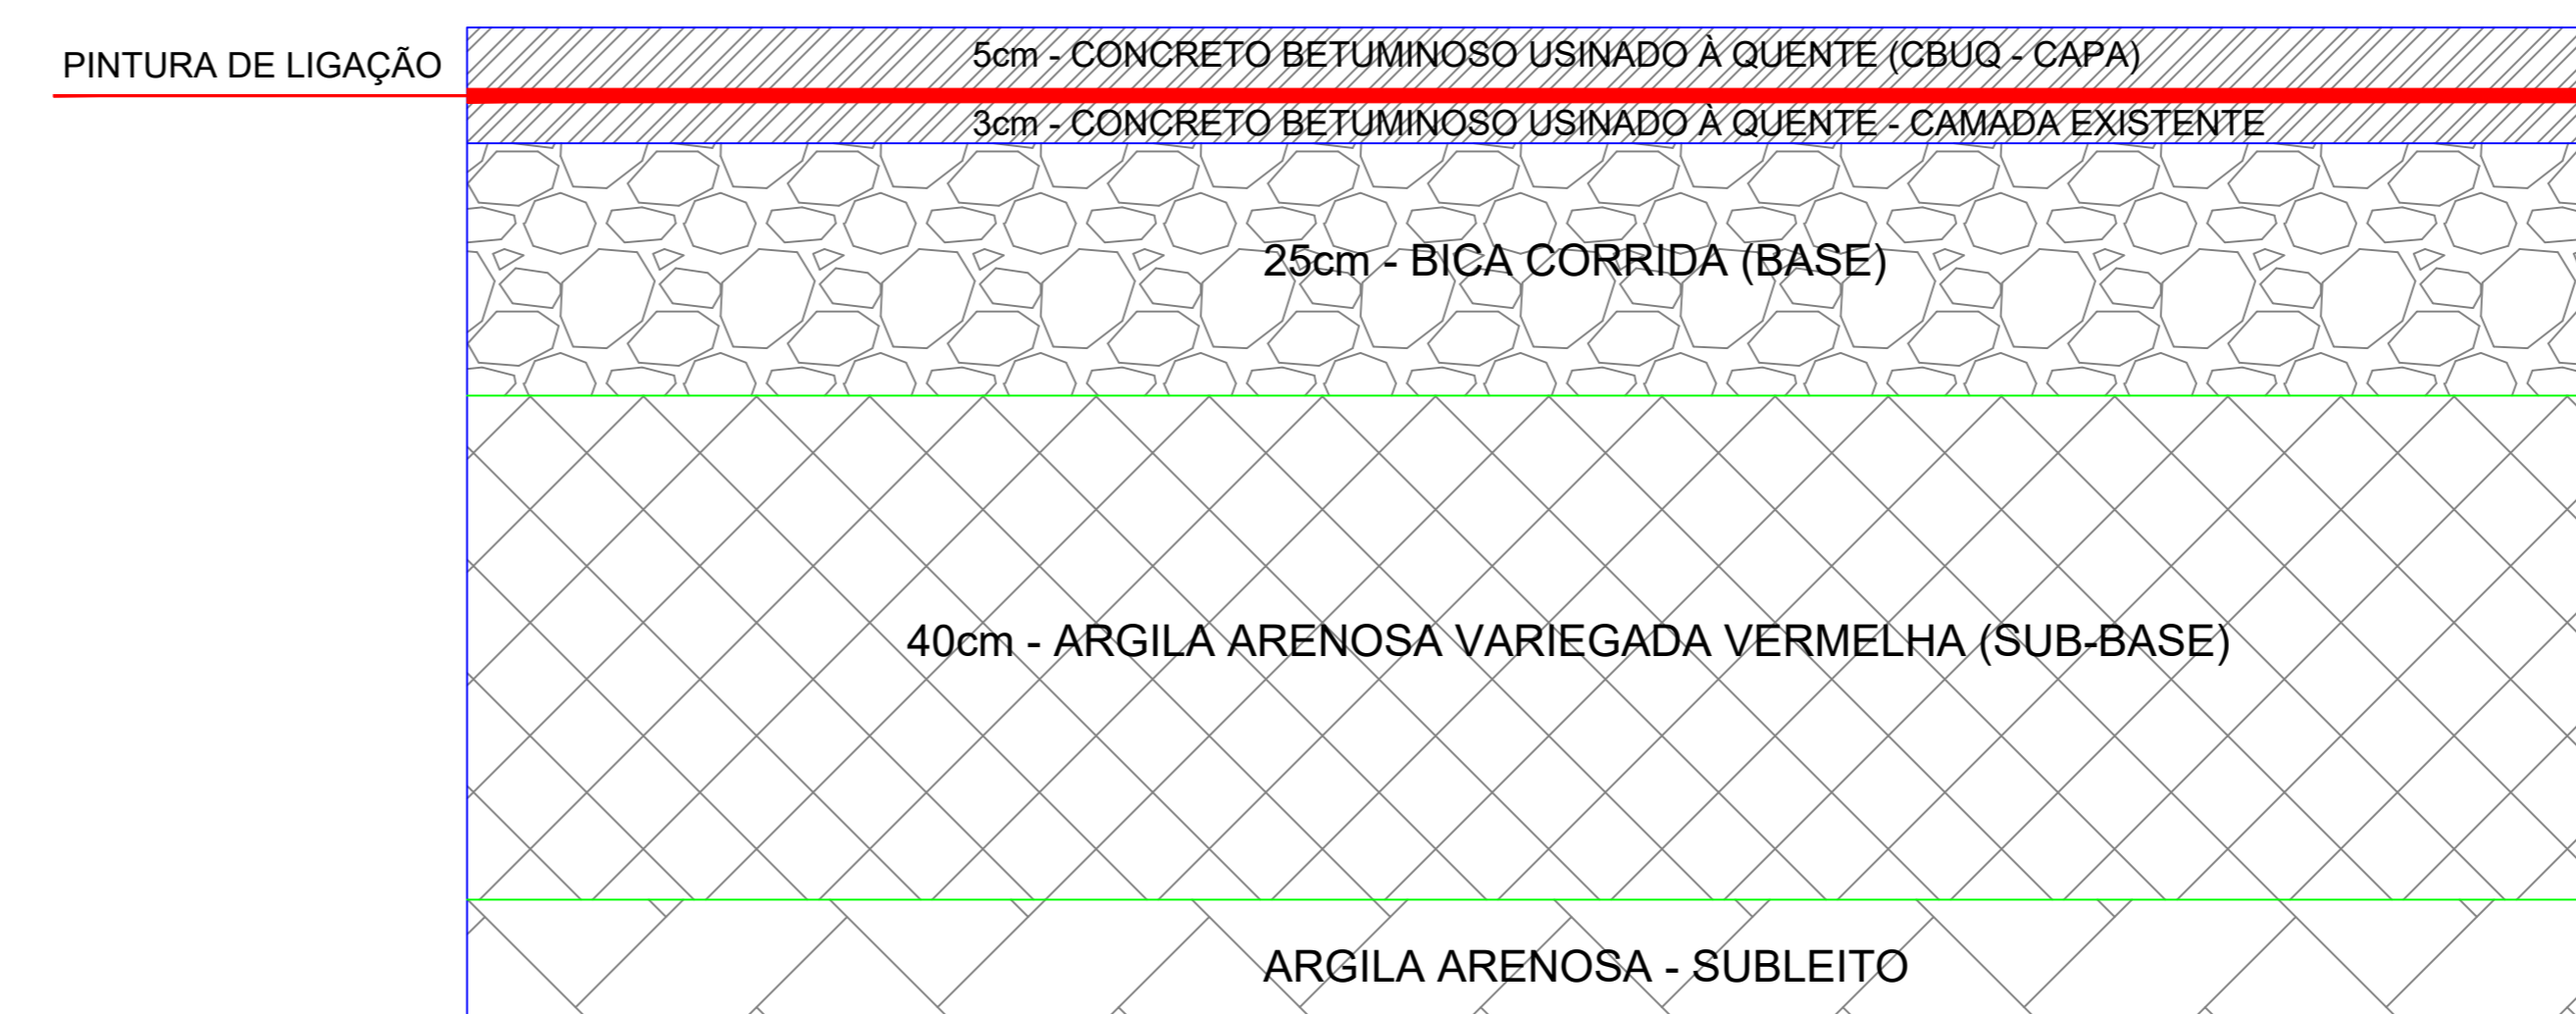 PINTURA DE LIGAÇÃO
5cm - CONCRETO BETUMINOSO USINADO À QUENTE (CBUQ - CAPA)
3cm - CONCRETO BETUMINOSO USINADO À QUENTE - CAMADA EXISTENTE
25cm - BICA CORRIDA (BASE)
40cm - ARGILA ARENOSA VARIEGADA VERMELHA (SUB-BASE)
ARGILA ARENOSA - SUBLEITO